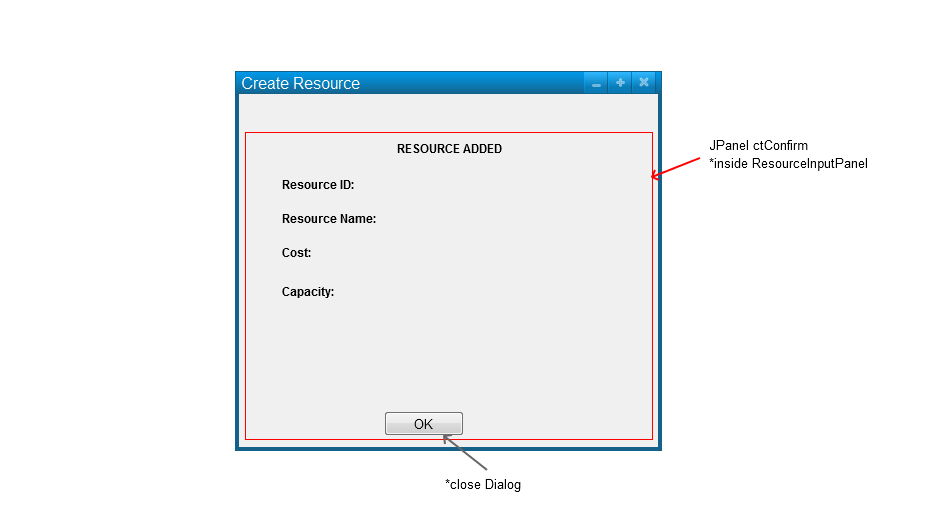 Create Resource
RESOURCE ADDED
JPanel ctConfirm
*inside ResourceInputPanel
Resource ID:
Resource Name:
Cost:
Capacity:
OK
*close Dialog